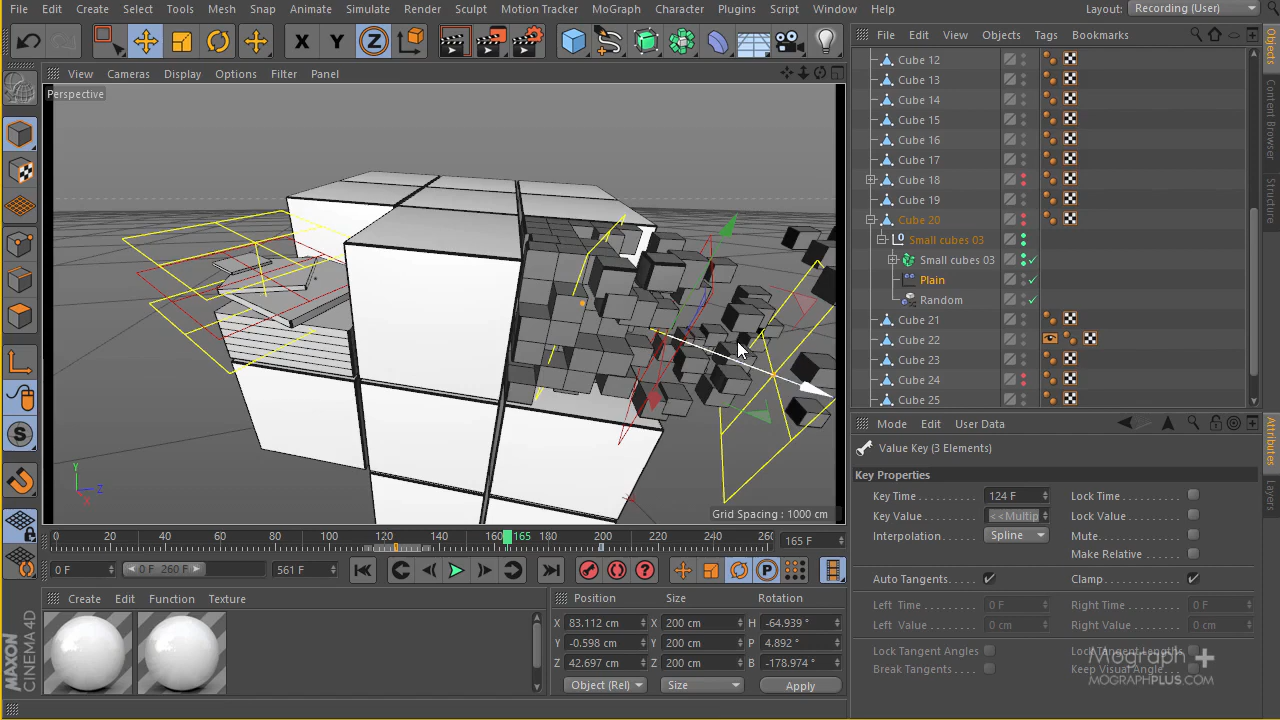 File Edit Create Select Tools Mesh Snap Animate Simulate Render Sculpt Motion Tracker MoGraph Character Plugins Script Window Help Layout: Recording (User)
X Y Z
File Edit View Objects Tags Bookmarks
View Cameras Display Options Filter Panel
Perspective
Cube 12
Cube 13
Cube 14
Cube 15
Cube 16
Cube 17
Cube 18
Cube 19
Cube 20
Small cubes 03
Small cubes 03
Plain
Random
Cube 21
Cube 22
Cube 23
Cube 24
Cube 25
Objects
Content Browser
Structure
Y Z X
Grid Spacing : 1000 cm
Mode Edit User Data
Value Key (3 Elements)
Key Properties
Key Time 124 F Lock Time
Key Value <<Multip Lock Value
Interpolation Spline Mute
Make Relative
Auto Tangents Clamp
Left Time 0 F Right Time 0 F
Left Value 0 cm Right Value 0 cm
Lock Tangent Angles Lock Tangent Lengths
Break Tangents Keep Visual Angle
Attributes
Layers
0 20 40 60 80 100 120 140 160 165 180 200 220 240 260 165 F
0 F 0 F 260 F 561 F
Create Edit Function Texture
Position Size Rotation
X 83.112 cm X 200 cm H -64.939 °
Y -0.598 cm Y 200 cm P 4.892 °
Z 42.697 cm Z 200 cm B -178.974 °
Object (Rel) Size Apply
MAXON
CINEMA 4D
Mograph +
MOGRAPHPLUS.COM